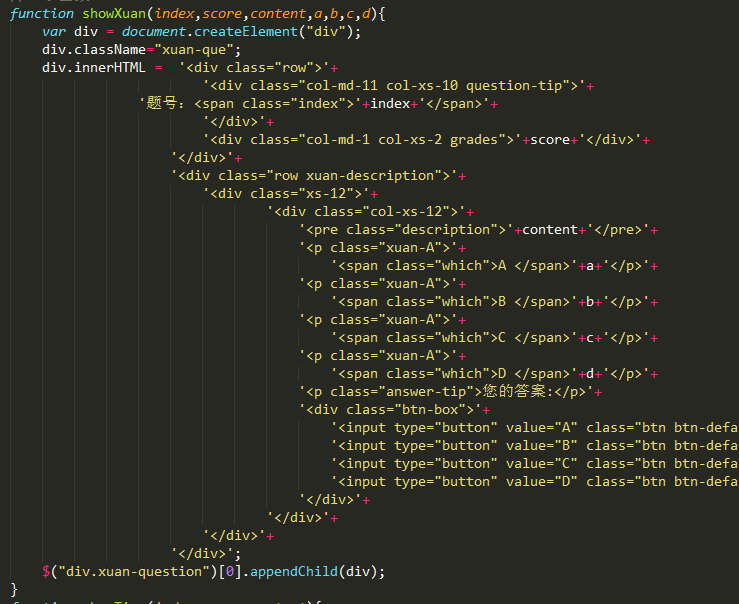 function showXuan(index,score,content,a,b,c,d){
var div = document.createElement("div");
div.className="xuan-que";
div.innerHTML = '<div class="row">'+
'<div class="col-md-11 col-xs-10 question-tip">'+
'题号：<span class="index">'+index+'</span>'+
'</div>'+
'<div class="col-md-1 col-xs-2 grades">'+score+'</div>'+
'</div>'+
'<div class="row xuan-description">'+
'<div class="xs-12">'+
'<div class="col-xs-12">'+
'<pre class="description">'+content+'</pre>'+
'<p class="xuan-A">'+
'<span class="which">A </span>'+a+'</p>'+
'<p class="xuan-A">'+
'<span class="which">B </span>'+b+'</p>'+
'<p class="xuan-A">'+
'<span class="which">C </span>'+c+'</p>'+
'<p class="xuan-A">'+
'<span class="which">D </span>'+d+'</p>'+
'<p class="answer-tip">您的答案:</p>'+
'<div class="btn-box">'+
'<input type="button" value="A" class="btn btn-defa
'<input type="button" value="B" class="btn btn-defa
'<input type="button" value="C" class="btn btn-defa
'<input type="button" value="D" class="btn btn-defa
'</div>'+
'</div>'+
'</div>'+
'</div>';
$("div.xuan-question")[0].appendChild(div);
}